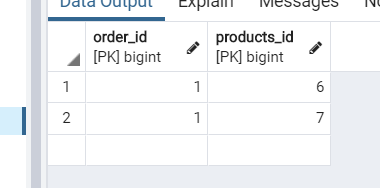 Data Output Explain Messages
order_id products_id
[PK] bigint [PK] bigint
1 1 6
2 1 7